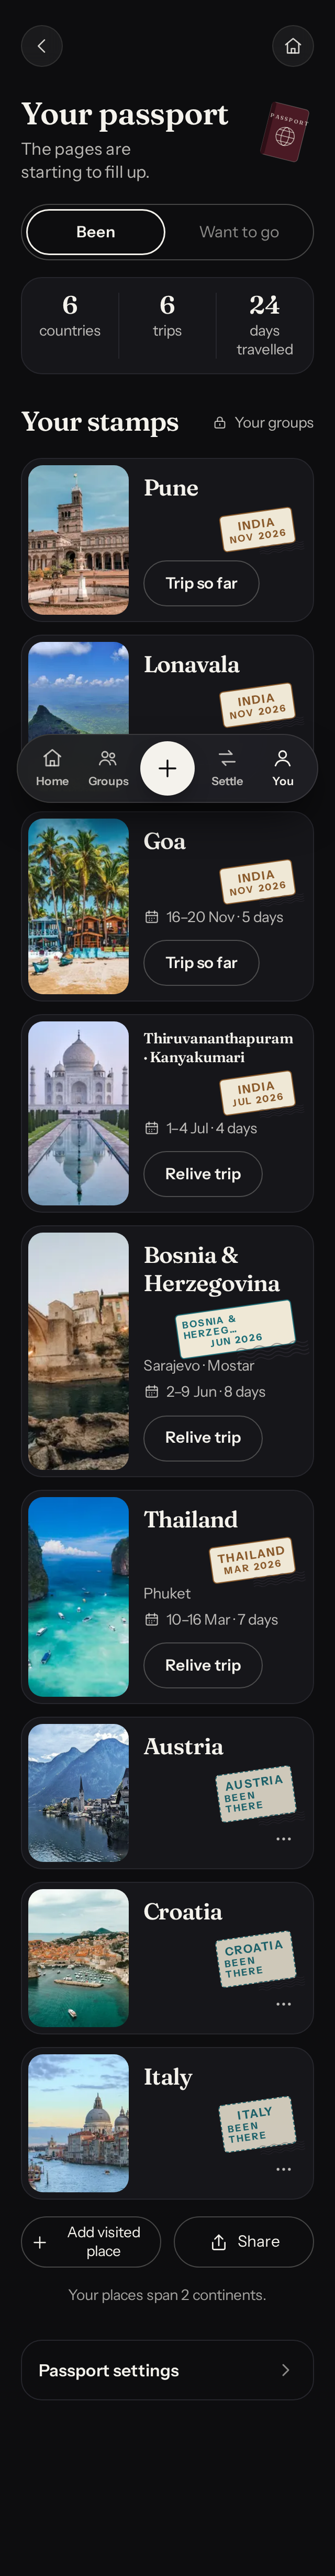 Your passport
PASSPORT
The pages are
starting to fill up.
Been
Want to go
6
countries
6
trips
24
days
travelled
Your stamps
Your groups
Pune
INDIA
NOV 2026
Trip so far
Lonavala
INDIA
NOV 2026
Home
Groups
Settle
You
Goa
INDIA
NOV 2026
16–20 Nov · 5 days
Trip so far
Thiruvananthapuram
· Kanyakumari
INDIA
JUL 2026
1–4 Jul · 4 days
Relive trip
Bosnia &
Herzegovina
BOSNIA &
HERZEG…
JUN 2026
Sarajevo · Mostar
2–9 Jun · 8 days
Relive trip
Thailand
THAILAND
MAR 2026
Phuket
10–16 Mar · 7 days
Relive trip
Austria
AUSTRIA
BEEN
THERE
Croatia
CROATIA
BEEN
THERE
Italy
ITALY
BEEN
THERE
Add visited
place
Share
Your places span 2 continents.
Passport settings